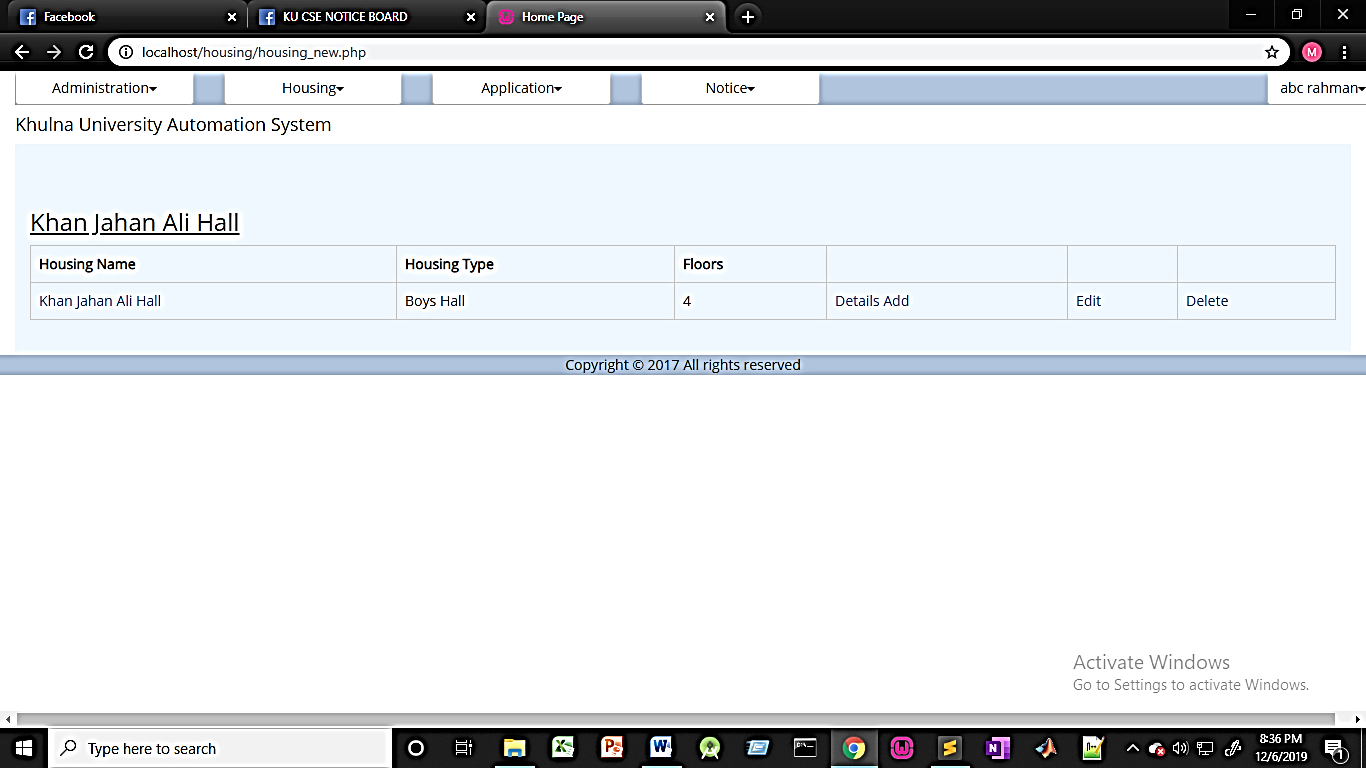 Facebook KU CSE NOTICE BOARD Home Page
localhost/housing/housing_new.php M
Administration Housing Application Notice abc rahman
Khulna University Automation System
Khan Jahan Ali Hall
Housing Name Housing Type Floors
Khan Jahan Ali Hall Boys Hall 4 Details Add Edit Delete
Copyright © 2017 All rights reserved
Activate Windows
Go to Settings to activate Windows.
Type here to search
8:36 PM
12/6/2019
1